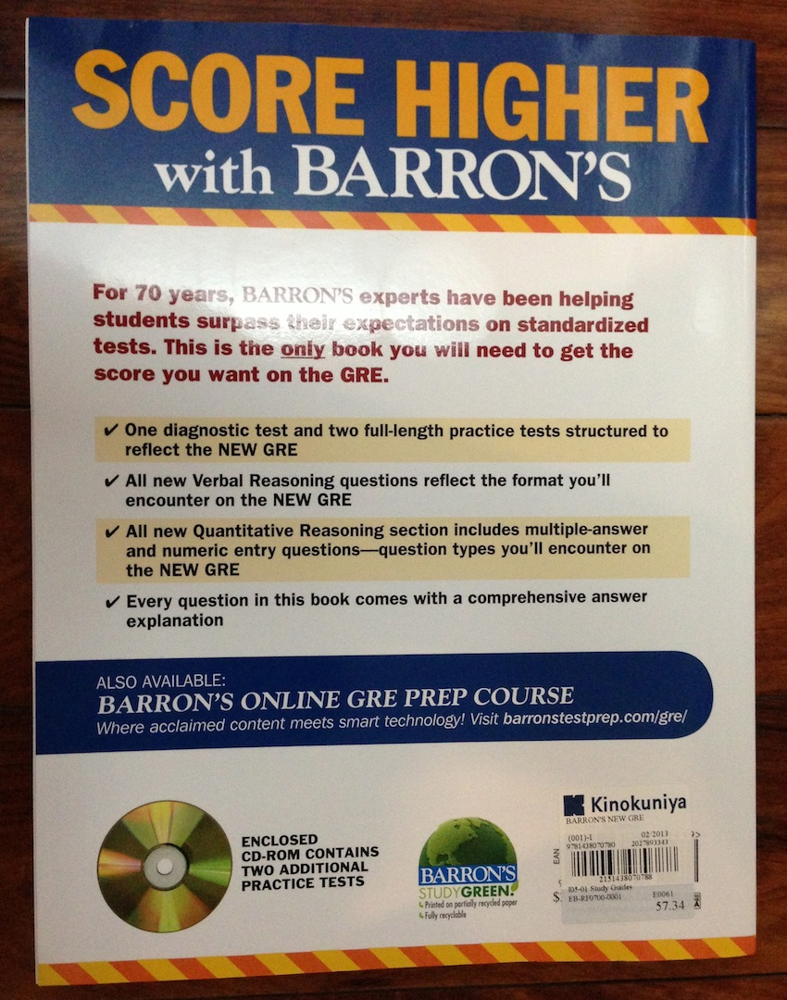 SCORE HIGHER
with BARRON'S
For 70 years, BARRON'S experts have been helping
students surpass their expectations on standardized
tests. This is the only book you will need to get the
score you want on the GRE.
✔ One diagnostic test and two full-length practice tests structured to
reflect the NEW GRE
✔ All new Verbal Reasoning questions reflect the format you'll
encounter on the NEW GRE
✔ All new Quantitative Reasoning section includes multiple-answer
and numeric entry questions—question types you'll encounter on
the NEW GRE
✔ Every question in this book comes with a comprehensive answer
explanation
ALSO AVAILABLE:
BARRON'S ONLINE GRE PREP COURSE
Where acclaimed content meets smart technology! Visit barronstestprep.com/gre/
ENCLOSED
CD-ROM CONTAINS
TWO ADDITIONAL
PRACTICE TESTS
BARRON'S
STUDYGREEN!
Printed on partially recycled paper
Fully recyclable
Kinokuniya
BARRON'S NEW GRE
(001)-1 02/2013
9781438070780 2027893343
EAN
2151438070788
I05-01 Study Guides
EB-RF0700-0001 E0061
$
57.34